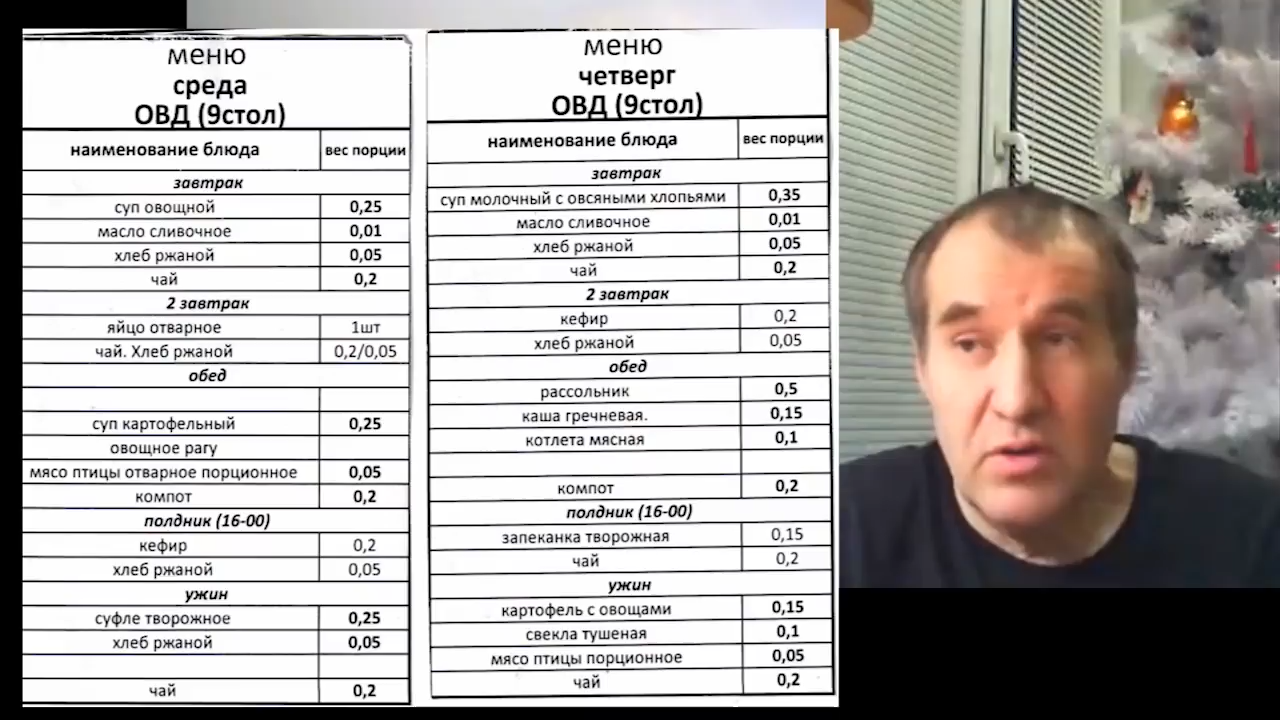 меню
среда
ОВД (9стол)
наименование блюда вес порции
завтрак
суп овощной 0,25
масло сливочное 0,01
хлеб ржаной 0,05
чай 0,2
2 завтрак
яйцо отварное 1шт
чай. Хлеб ржаной 0,2/0,05
обед
суп картофельный 0,25
овощное рагу
мясо птицы отварное порционное 0,05
компот 0,2
полдник (16-00)
кефир 0,2
хлеб ржаной 0,05
ужин
суфле творожное 0,25
хлеб ржаной 0,05
чай 0,2
меню
четверг
ОВД (9стол)
наименование блюда вес порции
завтрак
суп молочный с овсяными хлопьями 0,35
масло сливочное 0,01
хлеб ржаной 0,05
чай 0,2
2 завтрак
кефир 0,2
хлеб ржаной 0,05
обед
рассольник 0,5
каша гречневая. 0,15
котлета мясная 0,1
компот 0,2
полдник (16-00)
запеканка творожная 0,15
чай 0,2
ужин
картофель с овощами 0,15
свекла тушеная 0,1
мясо птицы порционное 0,05
чай 0,2